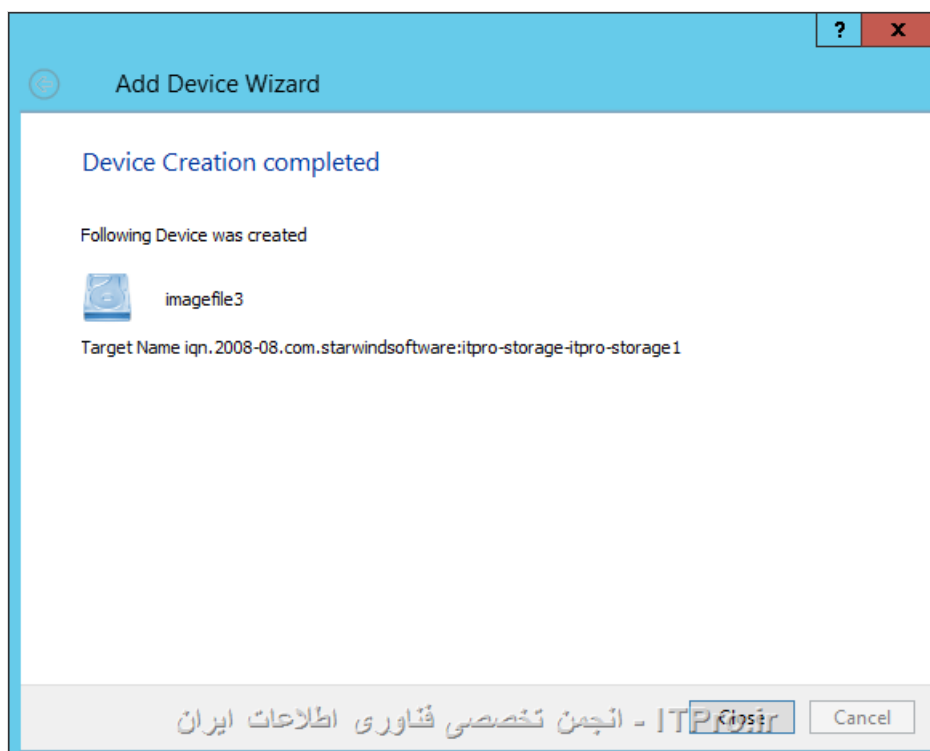 ? x
Add Device Wizard
Device Creation completed
Following Device was created
imagefile3
Target Name iqn.2008-08.com.starwindsoftware:itpro-storage-itpro-storage1
Close Cancel
ITPro.ir - انجمن تخصصی فناوری اطلاعات ایران